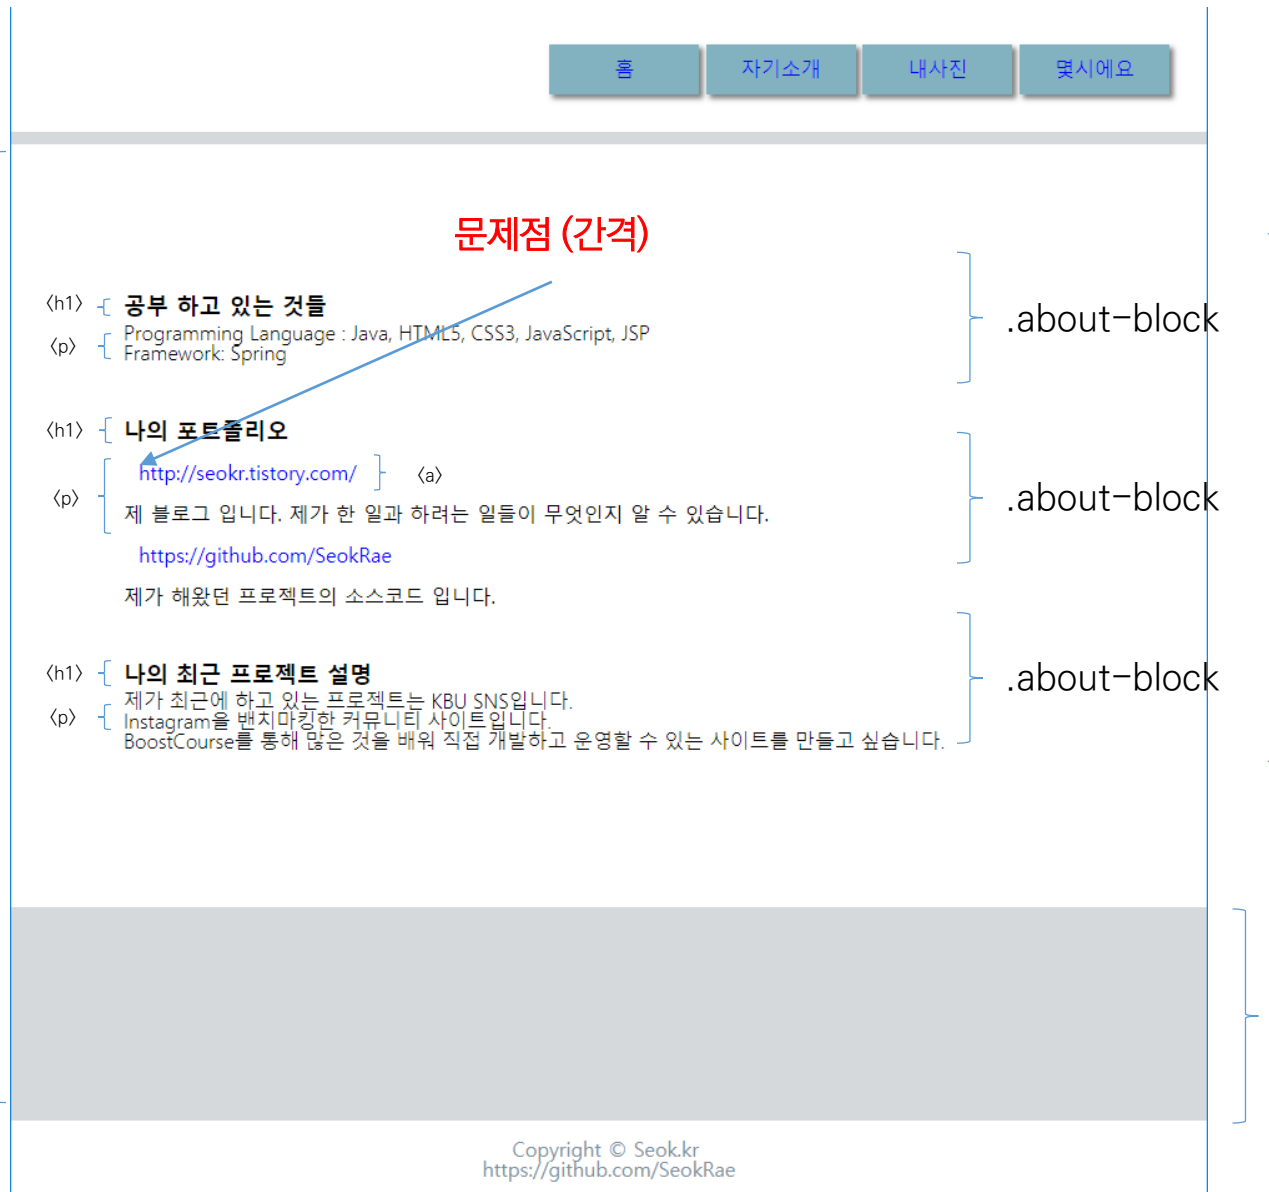 홈 자기소개 내사진 몇시에요
문제점 (간격)
.about-block
<h1> 공부 하고 있는 것들
<p> Programming Language : Java, HTML5, CSS3, JavaScript, JSP
Framework: Spring
<h1> 나의 포트폴리오
.about-block
<p> http://seokr.tistory.com/ <a>
제 블로그 입니다. 제가 한 일과 하려는 일들이 무엇인지 알 수 있습니다.
https://github.com/SeokRae
제가 해왔던 프로젝트의 소스코드 입니다.
.about-block
<h1> 나의 최근 프로젝트 설명
<p> 제가 최근에 하고 있는 프로젝트는 KBU SNS입니다.
Instagram을 밴치마킹한 커뮤니티 사이트입니다.
BoostCourse를 통해 많은 것을 배워 직접 개발하고 운영할 수 있는 사이트를 만들고 싶습니다.
Copyright © Seok.kr
https://github.com/SeokRae